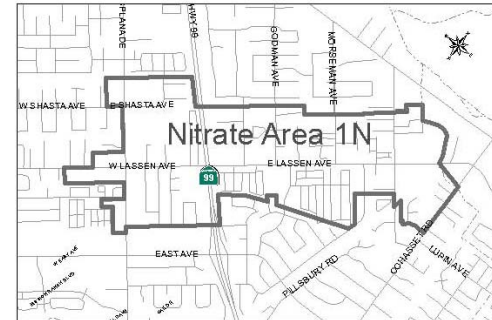 SPLANADE
HWY 99
GODMAN AVE
MORSEMAN AVE
W SHASTA AVE
E SHASTA AVE
Nitrate Area 1N
W LASSEN AVE
E LASSEN AVE
99
EAST AVE
PILLSBURY RD
COHASSET RD
LUPIN AVE